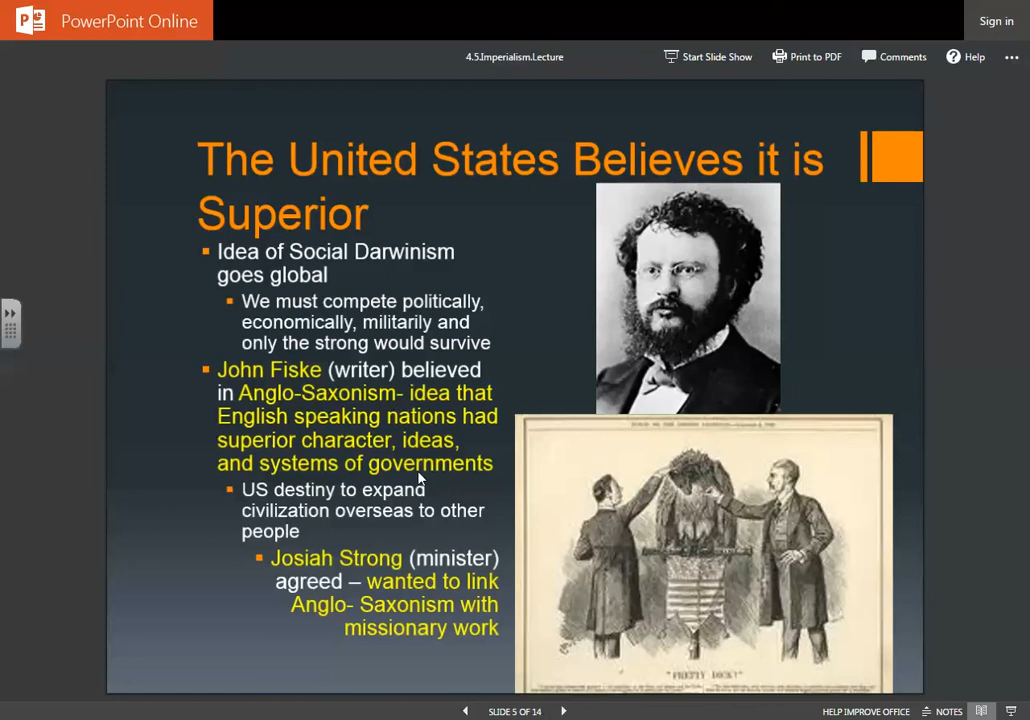 PowerPoint Online
Sign in
4.5.Imperialism.Lecture
Start Slide Show
Print to PDF
Comments
Help
The United States Believes it is
Superior
Idea of Social Darwinism
goes global
We must compete politically,
economically, militarily and
only the strong would survive
John Fiske (writer) believed
in Anglo-Saxonism- idea that
English speaking nations had
superior character, ideas,
and systems of governments
US destiny to expand
civilization overseas to other
people
Josiah Strong (minister)
agreed – wanted to link
Anglo- Saxonism with
missionary work
"PRETTY DICK!"
SLIDE 5 OF 14
HELP IMPROVE OFFICE
NOTES